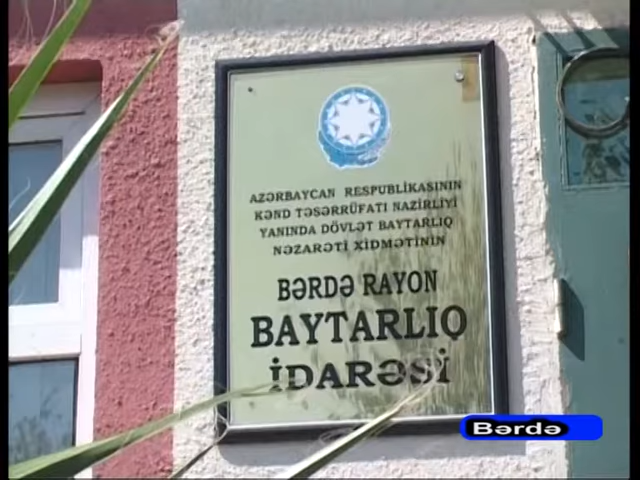 AZƏRBAYCAN RESPUBLİKASININ
KƏND TƏSƏRRÜFATI NAZİRLİYİ
YANINDA DÖVLƏT BAYTARLIQ
NƏZARƏTİ XİDMƏTİNİN
BƏRDƏ RAYON
BAYTARLIQ
İDARƏSİ
Bərdə